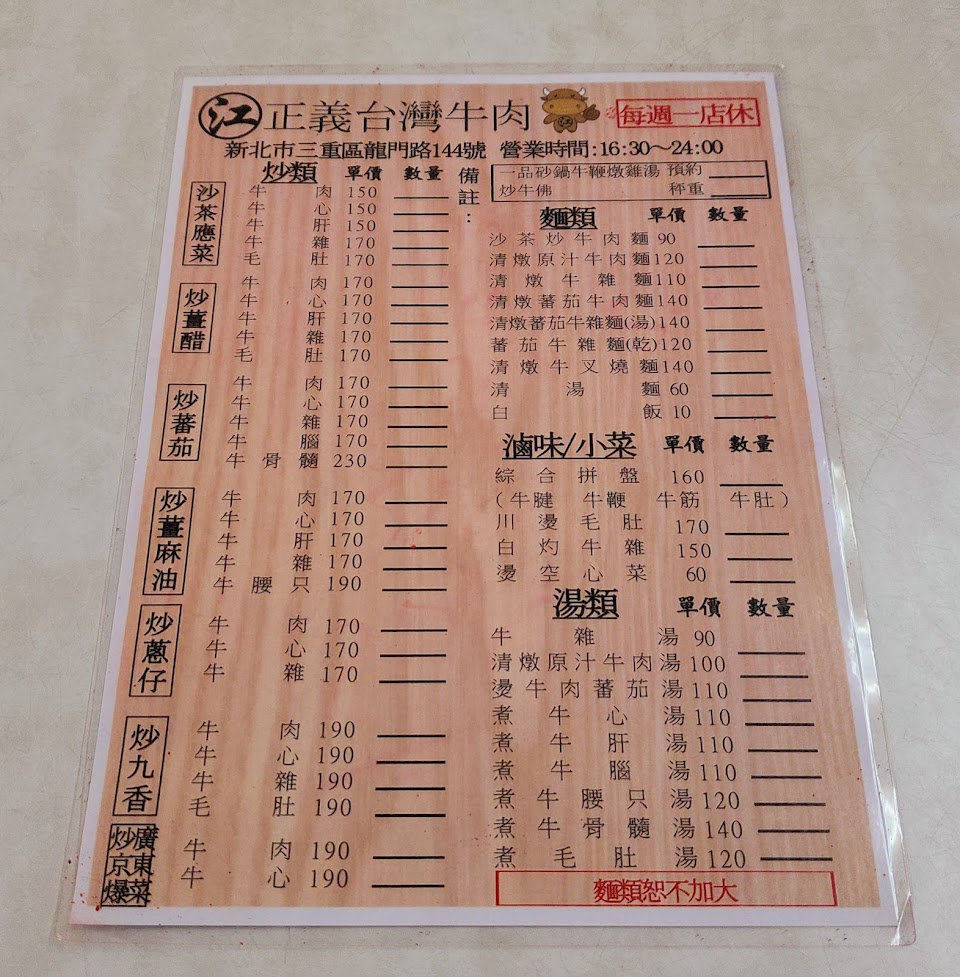 江 正義台灣牛肉 江 每週一店休
新北市三重區龍門路144號 營業時間:16:30~24:00
炒類 單價 數量
沙茶應菜
牛肉 150
牛心 150
牛肝 150
牛雜 170
毛肚 170
炒薑醋
牛肉 170
牛心 170
牛肝 170
牛雜 170
毛肚 170
炒蕃茄
牛肉 170
牛心 170
牛雜 170
牛腦 170
牛骨髓 230
炒薑麻油
牛肉 170
牛心 170
牛肝 170
牛雜 170
牛腰只 190
炒蔥仔
牛肉 170
牛心 170
牛雜 170
炒九香
牛肉 190
牛心 190
牛雜 190
毛肚 190
炒廣
京東
爆菜
牛肉 190
牛心 190
備註:
一品砂鍋牛鞭燉雞湯 預約
炒牛佛 秤重
麵類 單價 數量
沙茶炒牛肉麵 90
清燉原汁牛肉麵 120
清燉牛雜麵 110
清燉蕃茄牛肉麵 140
清燉蕃茄牛雜麵(湯) 140
蕃茄牛雜麵(乾) 120
清燉牛叉燒麵 140
清湯麵 60
白飯 10
滷味/小菜 單價 數量
綜合拼盤 160
(牛腱 牛鞭 牛筋 牛肚)
川燙毛肚 170
白灼牛雜 150
燙空心菜 60
湯類 單價 數量
牛雜湯 90
清燉原汁牛肉湯 100
燙牛肉蕃茄湯 110
煮牛心湯 110
煮牛肝湯 110
煮牛腦湯 110
煮牛腰只湯 120
煮牛骨髓湯 140
煮毛肚湯 120
麵類恕不加大